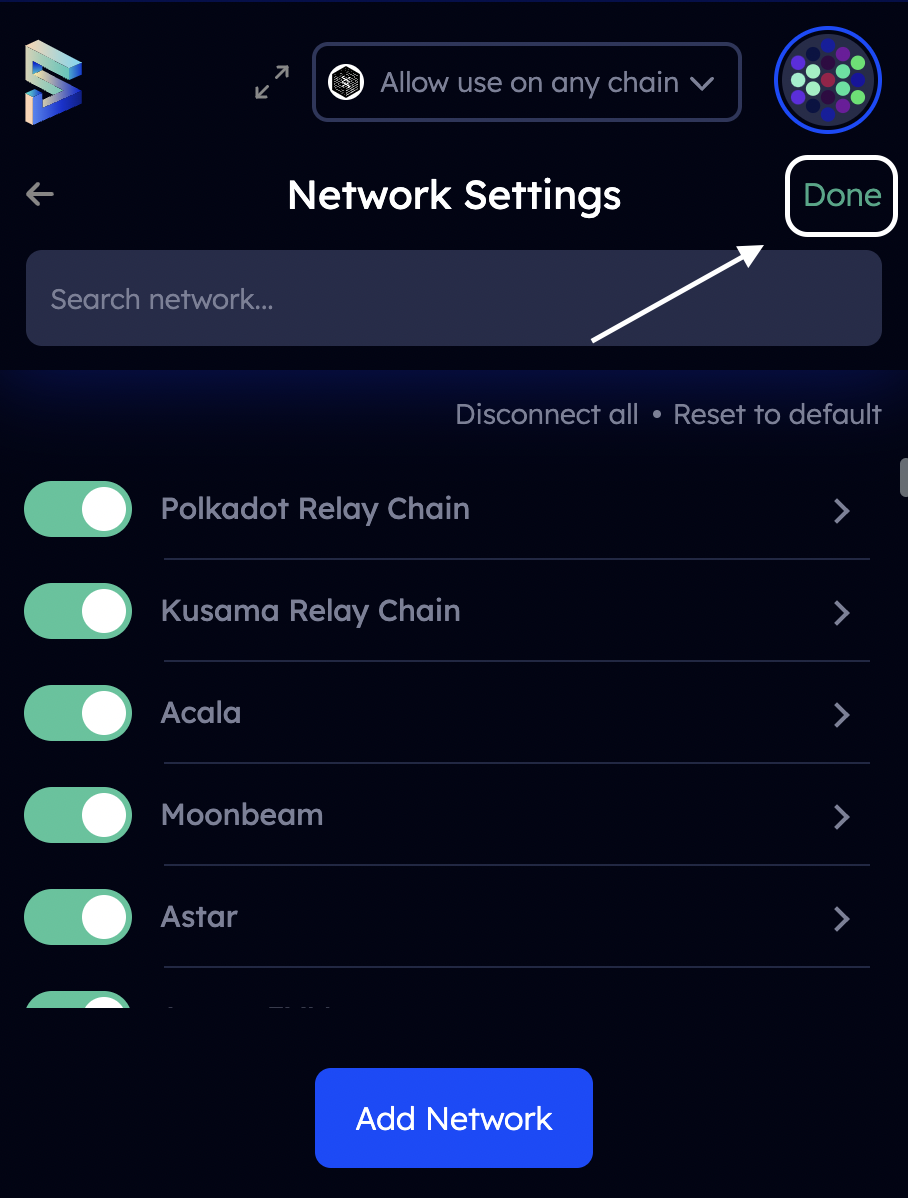 Allow use on any chain
Network Settings
Done
Search network...
Disconnect all • Reset to default
Polkadot Relay Chain
Kusama Relay Chain
Acala
Moonbeam
Astar
Add Network